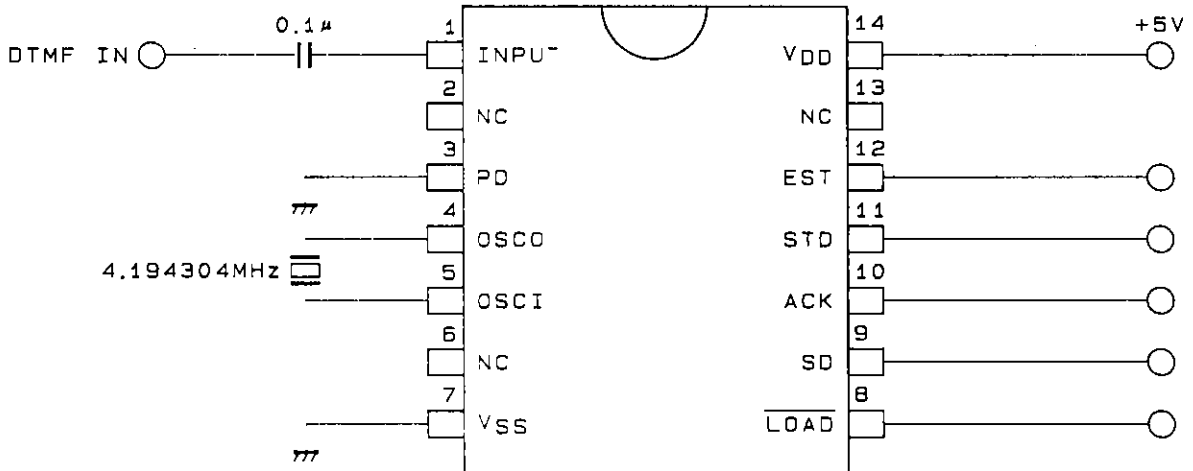 0.1μ
DTMF IN
+5V
1 INPUT
2 NC
3 PD
4 OSCO
4.194304MHz
5 OSCI
6 NC
7 VSS
14 VDD
13 NC
12 EST
11 STD
10 ACK
9 SD
8 LOAD